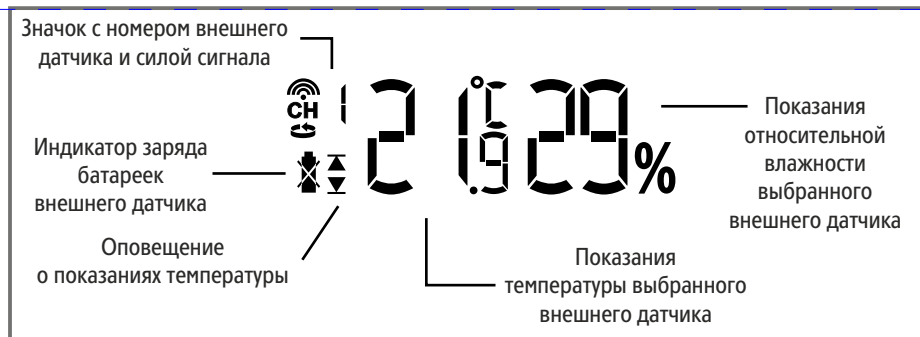 Значок с номером внешнего
датчика и силой сигнала
CH 1 21.9 °C 29 %
Индикатор заряда
батареек
внешнего датчика
Оповещение
о показаниях температуры
Показания
температуры выбранного
внешнего датчика
Показания
относительной
влажности
выбранного
внешнего датчика